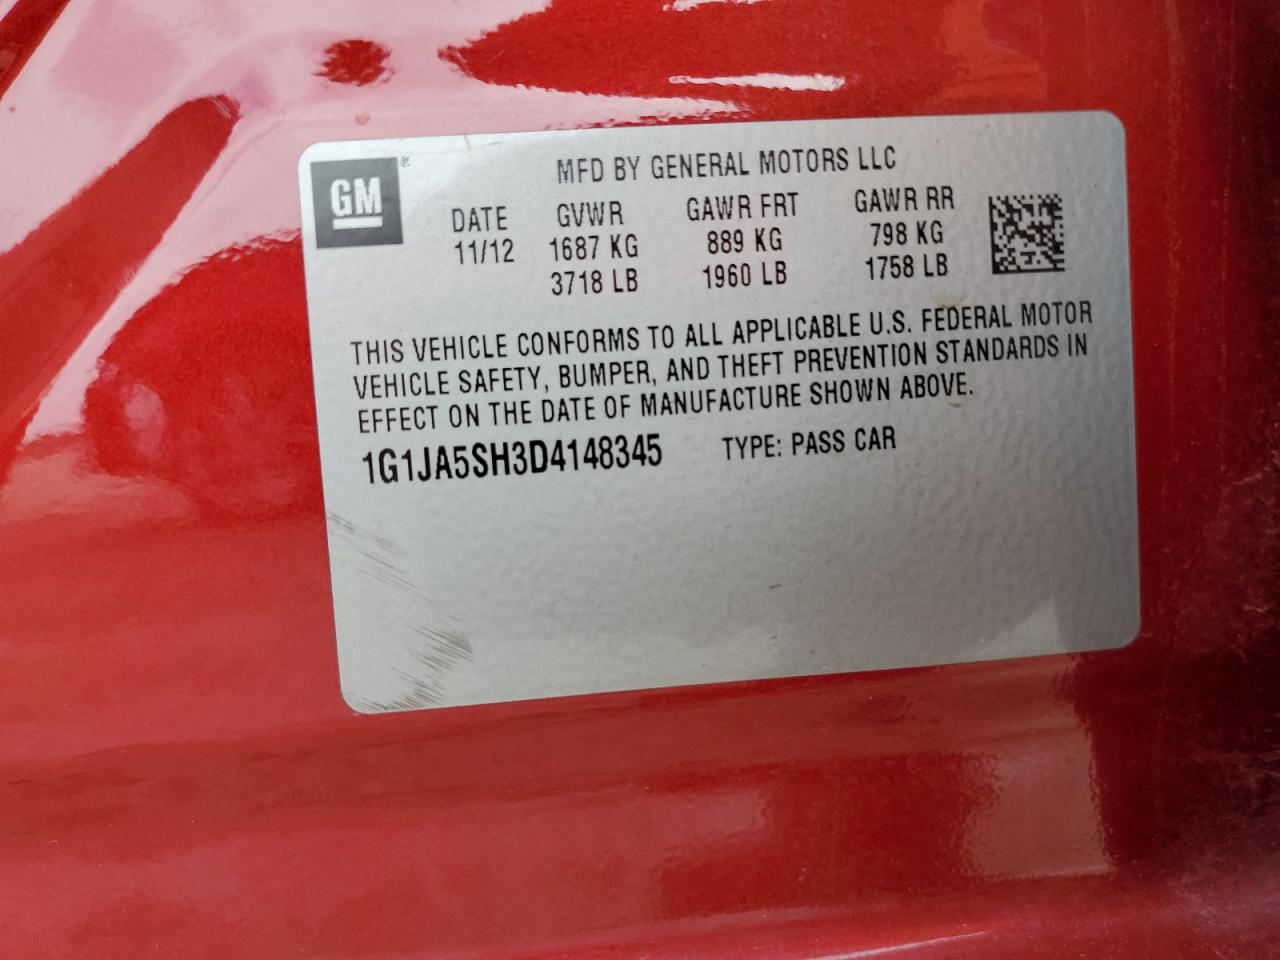 GM®
MFD BY GENERAL MOTORS LLC
DATE GVWR GAWR FRT GAWR RR
11/12 1687 KG 889 KG 798 KG
3718 LB 1960 LB 1758 LB
THIS VEHICLE CONFORMS TO ALL APPLICABLE U.S. FEDERAL MOTOR
VEHICLE SAFETY, BUMPER, AND THEFT PREVENTION STANDARDS IN
EFFECT ON THE DATE OF MANUFACTURE SHOWN ABOVE.
1G1JA5SH3D4148345 TYPE: PASS CAR